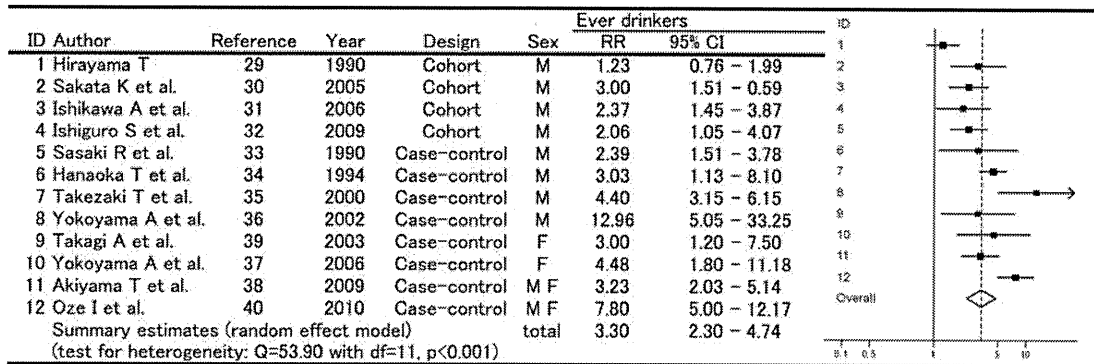 Ever drinkers
ID Author Reference Year Design Sex RR 95% CI
1 Hirayama T 29 1990 Cohort M 1.23 0.76 - 1.99
2 Sakata K et al. 30 2005 Cohort M 3.00 1.51 - 0.59
3 Ishikawa A et al. 31 2006 Cohort M 2.37 1.45 - 3.87
4 Ishiguro S et al. 32 2009 Cohort M 2.06 1.05 - 4.07
5 Sasaki R et al. 33 1990 Case-control M 2.39 1.51 - 3.78
6 Hanaoka T et al. 34 1994 Case-control M 3.03 1.13 - 8.10
7 Takezaki T et al. 35 2000 Case-control M 4.40 3.15 - 6.15
8 Yokoyama A et al. 36 2002 Case-control M 12.96 5.05 - 33.25
9 Takagi A et al. 39 2003 Case-control F 3.00 1.20 - 7.50
10 Yokoyama A et al. 37 2006 Case-control F 4.48 1.80 - 11.18
11 Akiyama T et al. 38 2009 Case-control M F 3.23 2.03 - 5.14
12 Oze I et al. 40 2010 Case-control M F 7.80 5.00 - 12.17
Summary estimates (random effect model) total 3.30 2.30 - 4.74
(test for heterogeneity: Q=53.90 with df=11, p<0.001)
ID
1
2
3
4
5
6
7
8
9
10
11
12
Overall
0.1 0.5 1 5 10